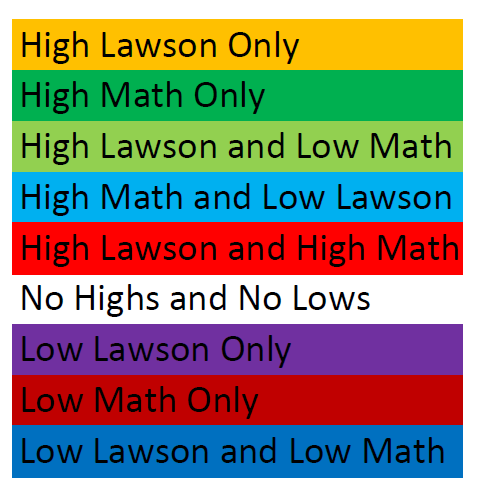 High Lawson Only
High Math Only
High Lawson and Low Math
High Math and Low Lawson
High Lawson and High Math
No Highs and No Lows
Low Lawson Only
Low Math Only
Low Lawson and Low Math